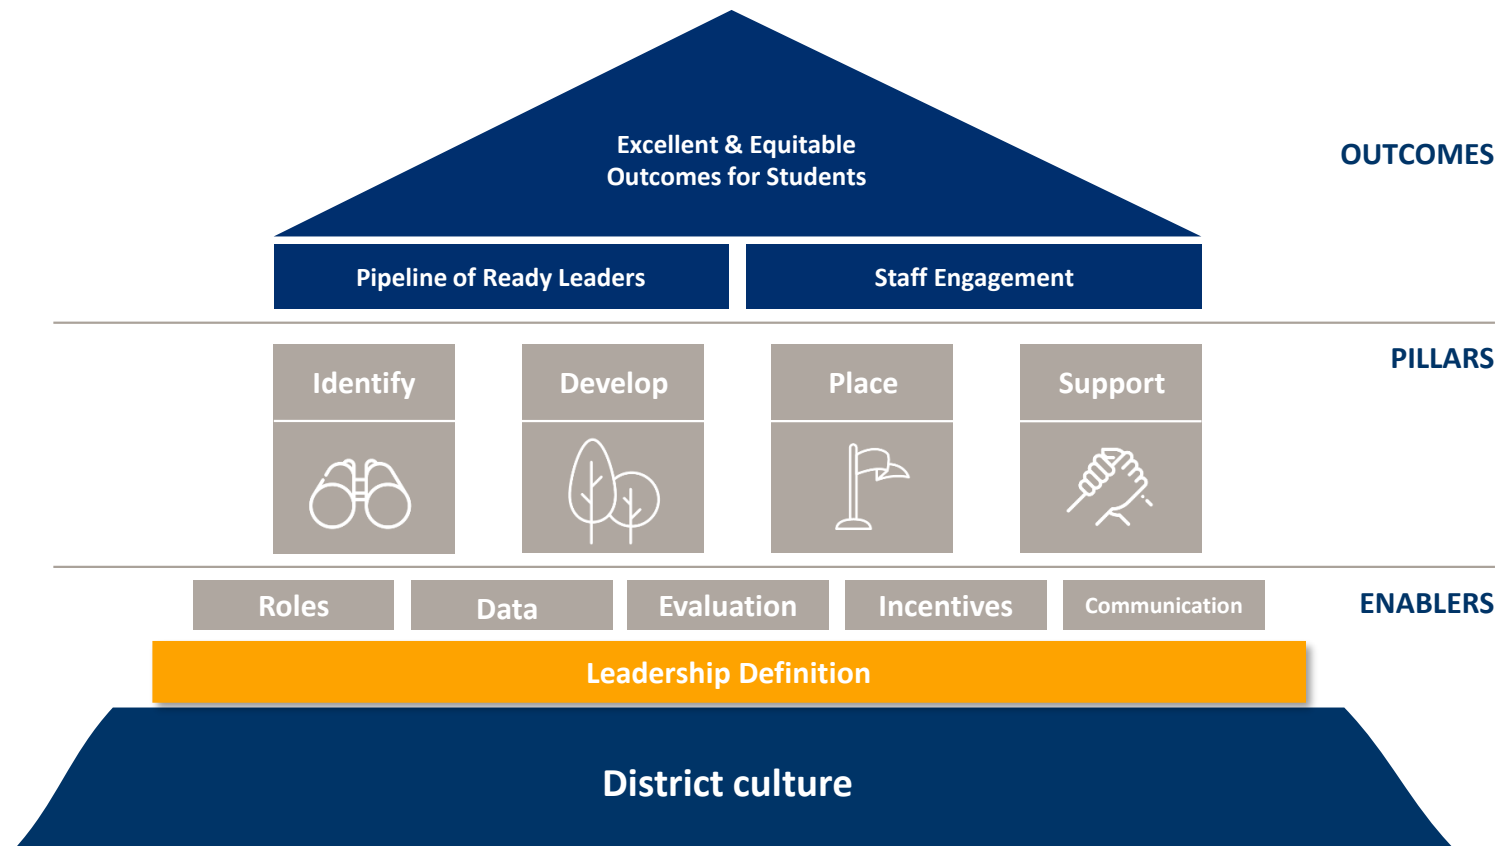 Excellent & Equitable
Outcomes for Students
OUTCOMES
Pipeline of Ready Leaders
Staff Engagement
PILLARS
Identify
Develop
Place
Support
ENABLERS
Roles
Data
Evaluation
Incentives
Communication
Leadership Definition
District culture